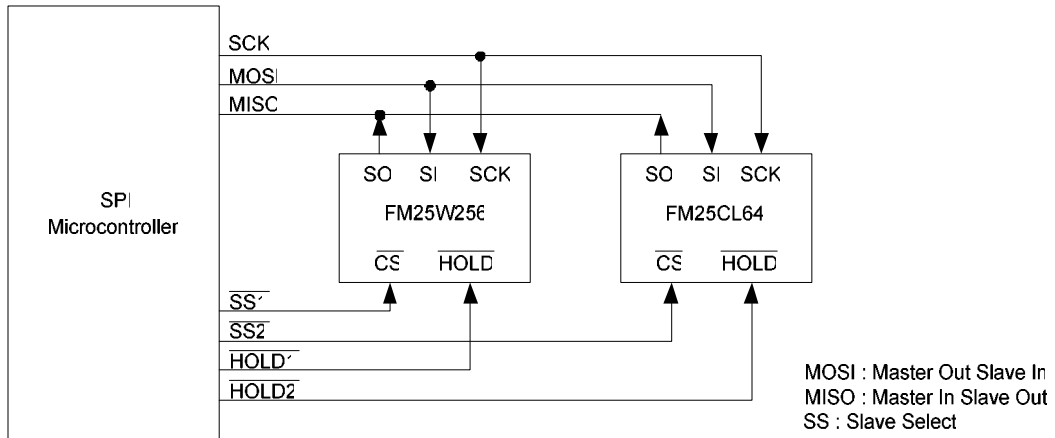 SCK
MOSI
MISO
SO SI SCK
SO SI SCK
SPI
Microcontroller
FM25W256
FM25CL64
CS HOLD
CS HOLD
SS1
SS2
HOLD1
HOLD2
MOSI : Master Out Slave In
MISO : Master In Slave Out
SS : Slave Select